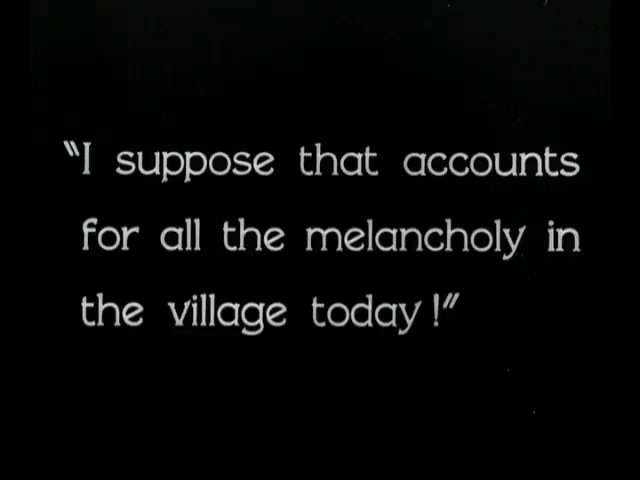 "I suppose that accounts
for all the melancholy in
the village today!"